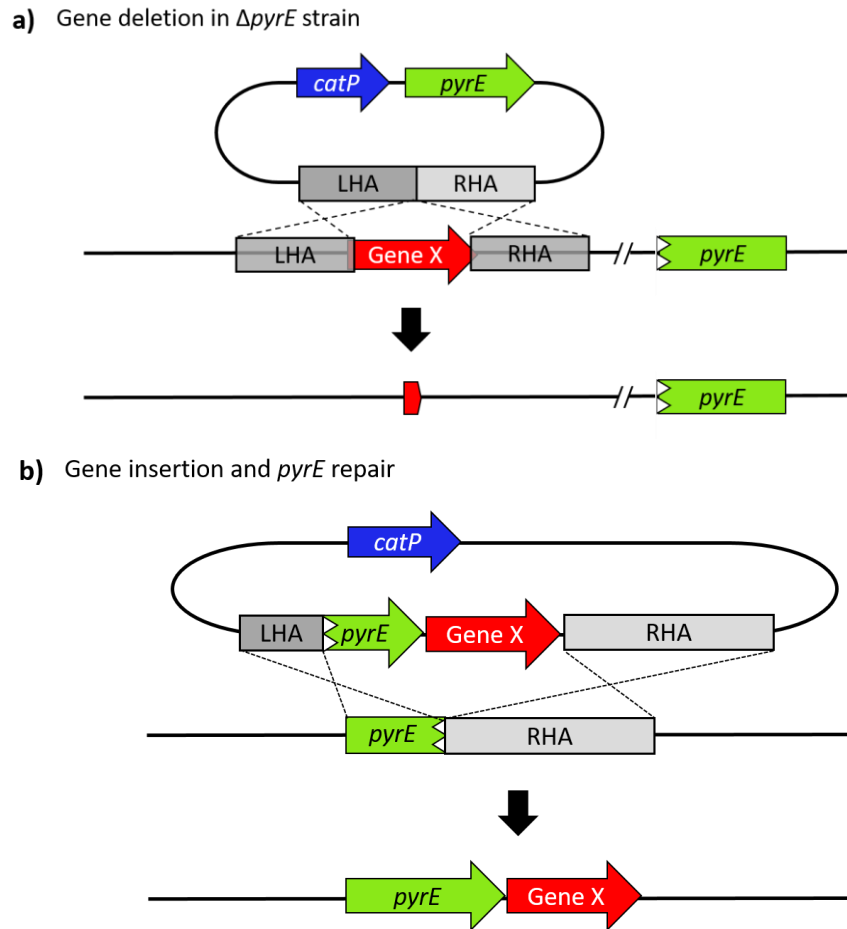 a) Gene deletion in ΔpyrE strain
catP pyrE
LHA RHA
LHA Gene X RHA // pyrE
// pyrE
b) Gene insertion and pyrE repair
catP
LHA pyrE Gene X RHA
pyrE RHA
pyrE Gene X